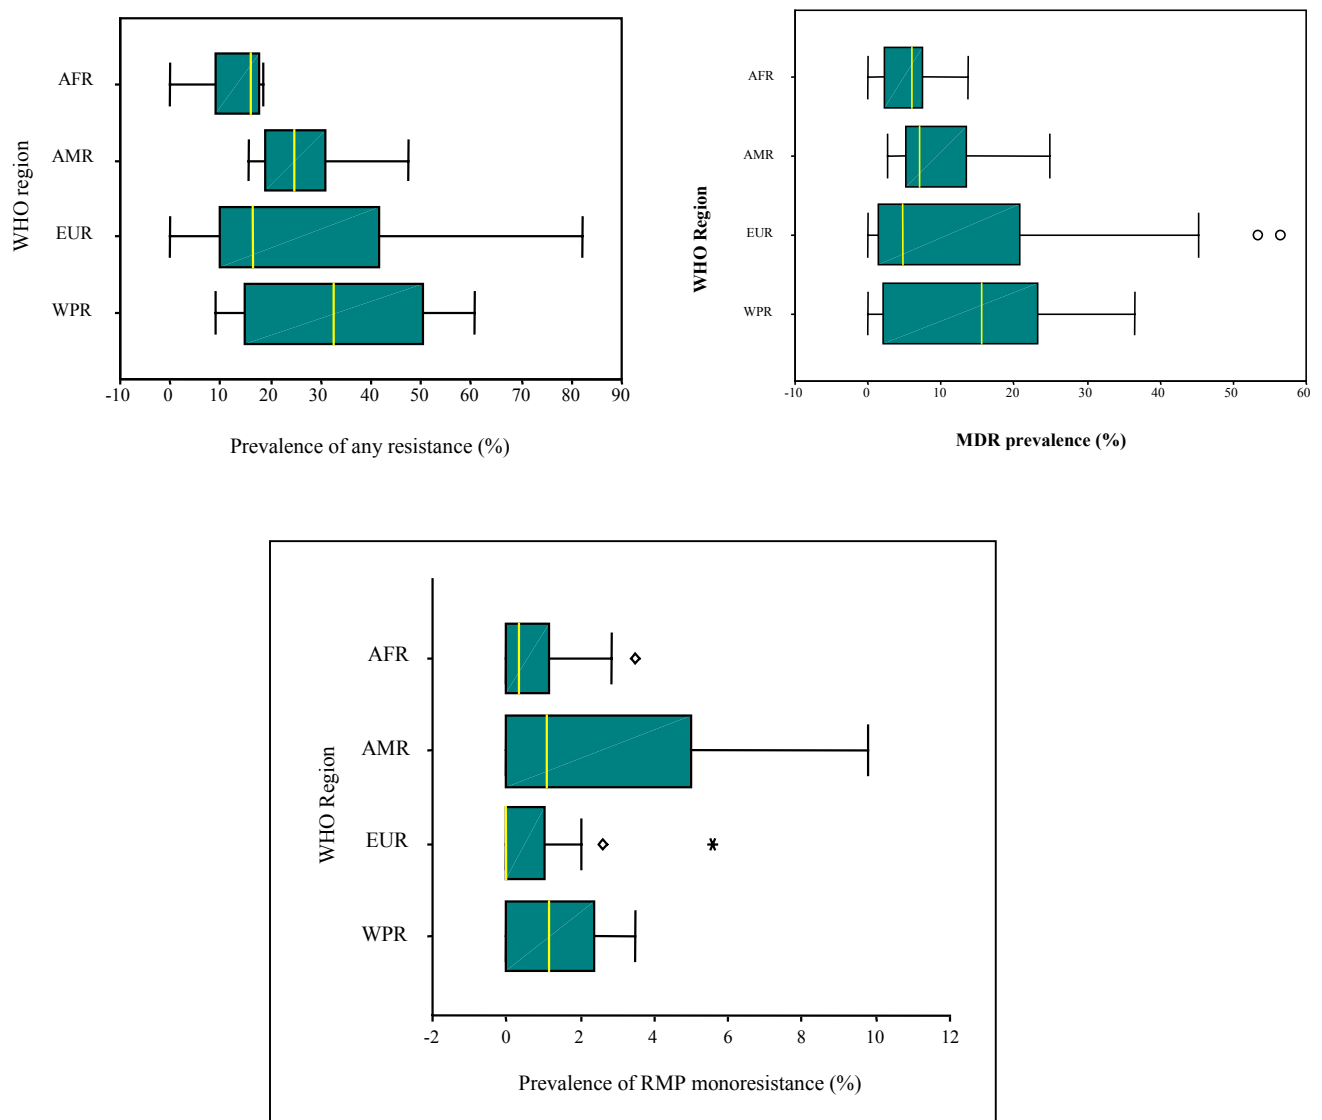 WHO region
AFR
AMR
EUR
WPR
-10 0 10 20 30 40 50 60 70 80 90
Prevalence of any resistance (%)
WHO Region
AFR
AMR
EUR
WPR
-10 0 10 20 30 40 50 60
MDR prevalence (%)
WHO Region
AFR
AMR
EUR
WPR
-2 0 2 4 6 8 10 12
Prevalence of RMP monoresistance (%)